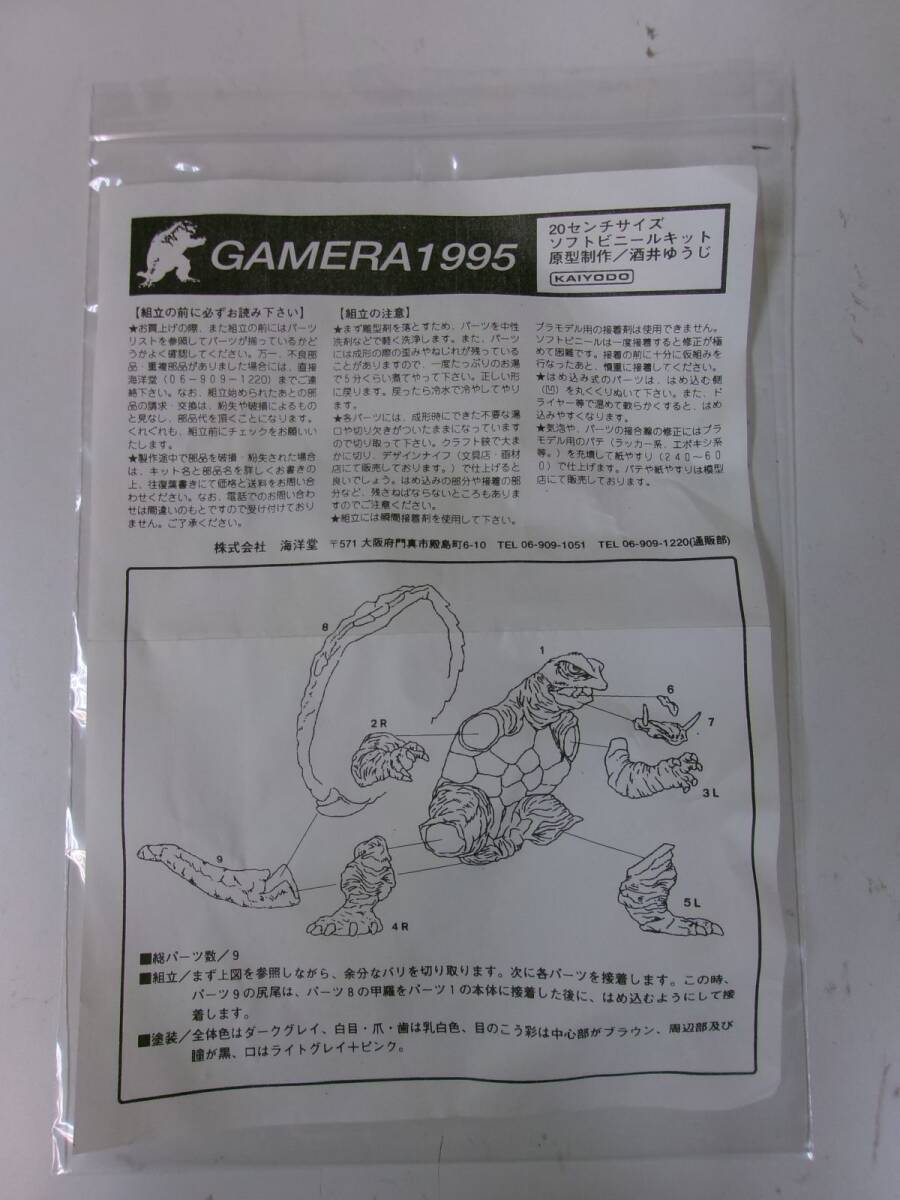 GAMERA1995
20センチサイズ
ソフトビニールキット
原型制作／酒井ゆうじ
KAIYODO
【組立の前に必ずお読み下さい】
★お買上げの際、また組立の前にはパーツ
リストを参照してパーツが揃っているかど
うかよく確認してください。万一、不良部
品・重複部品がありました場合には、直接
海洋堂（06-909-1220）までご連
絡下さい。なお、組立始められたあとの部
品の請求・交換は、紛失や破損によるもの
と見なし、部品代を頂くことになります。
くれぐれも、組立前にチェックをお願いい
たします。
★製作途中で部品を破損・紛失された場合
は、キット名と部品名を詳しくお書きの
上、往復葉書きにて価格と送料をお問い合
わせください。なお、電話でのお問い合わ
せは間違いのもとですので受け付けており
ません。ご了承ください。
【組立の注意】
★まず離型剤を落とすため、パーツを中性
洗剤などで軽く洗浄します。また、パーツ
には成形の際の歪みやねじれが残っている
ことがありますので、一度たっぷりのお湯
で5分くらい煮てやって下さい。正しい形
に戻ります。戻ったら冷水で冷やしてやり
ます。
★各パーツには、成形時にできた不要な湯
口や切り欠きがついたままになっています
ので切り取って下さい。クラフト鋏で大ま
かに切り、デザインナイフ（文具店・画材
店にて販売しております。）で仕上げると
良いでしょう。はめ込みの部分や接着の部
分など、残さねばならないところもありま
すのでご注意ください。
★組立には瞬間接着剤を使用して下さい。
プラモデル用の接着剤は使用できません。
ソフトビニールは一度接着すると修正が極
めて困難です。接着の前に十分に仮組みを
行なったあと、慎重に接着してください。
★はめ込み式のパーツは、はめ込む側
（凹）を丸くくりぬいて下さい。また、ド
ライヤー等で温めて軟らかくすると、はめ
込みやすくなります。
★気泡や、パーツの接合線の修正にはプラ
モデル用のパテ（ラッカー系、エポキシ系
等。）を充填して紙やすり（240～60
0）で仕上げます。パテや紙やすりは模型
店にて販売しております。
株式会社 海洋堂 〒571 大阪府門真市殿島町6-10 TEL 06-909-1051 TEL 06-909-1220(通販部)
8
1
6
2R
7
3L
9
5L
4R
■総パーツ数／9
■組立／まず上図を参照しながら、余分なバリを切り取ります。次に各パーツを接着します。この時、
パーツ9の尻尾は、パーツ8の甲羅をパーツ1の本体に接着した後に、はめ込むようにして接
着します。
■塗装／全体色はダークグレイ、白目・爪・歯は乳白色、目のこう彩は中心部がブラウン、周辺部及び
瞳が黒、口はライトグレイ＋ピンク。